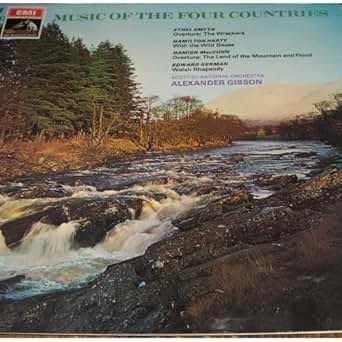 EMI
MUSIC OF THE FOUR COUNTRIES
ETHEL SMYTH
Overture: The Wreckers
HAMILTON HARTY
With the Wild Geese
HAMISH MacCUNN
Overture: The Land of the Mountain and Flood
EDWARD GERMAN
Welsh Rhapsody
SCOTTISH NATIONAL ORCHESTRA
ALEXANDER GIBSON